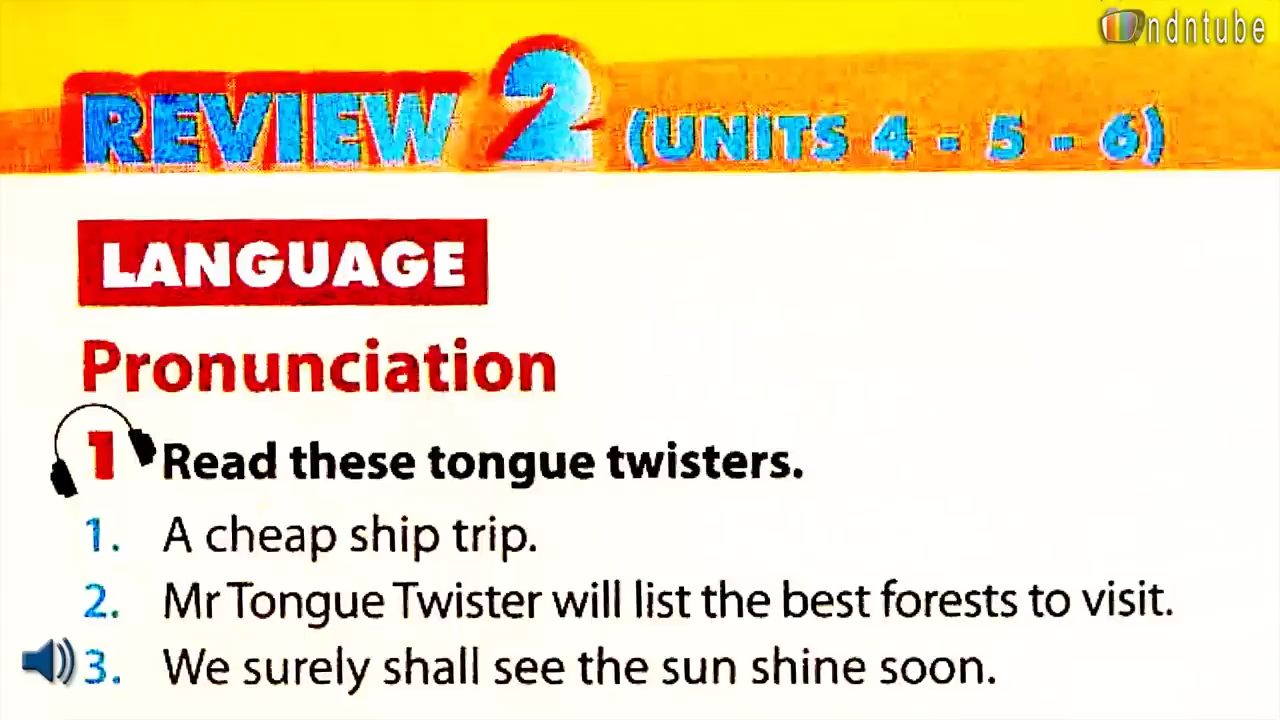 ndntube
REVIEW 2 (UNITS 4 - 5 - 6)
LANGUAGE
Pronunciation
1 Read these tongue twisters.
1. A cheap ship trip.
2. Mr Tongue Twister will list the best forests to visit.
3. We surely shall see the sun shine soon.